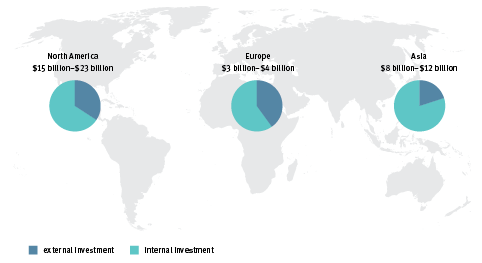 North America
$15 billion–$23 billion
Europe
$3 billion–$4 billion
Asia
$8 billion–$12 billion
external investment
internal investment